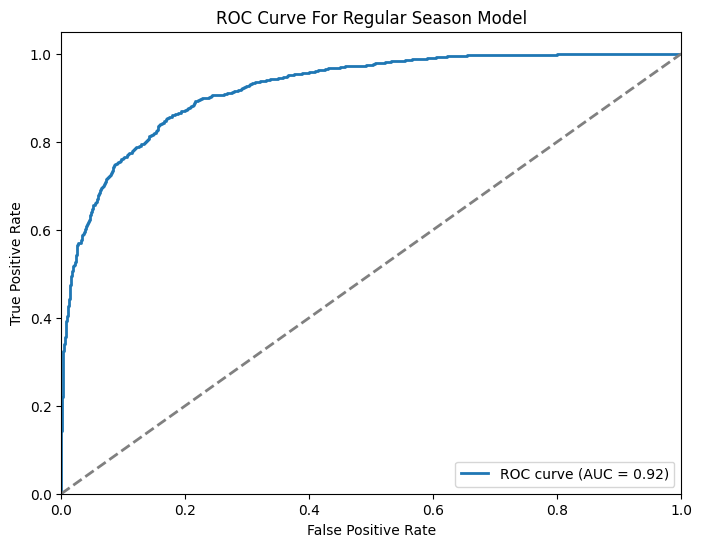 ROC Curve For Regular Season Model
True Positive Rate
1.0
0.8
0.6
0.4
0.2
0.0
0.0 0.2 0.4 0.6 0.8 1.0
False Positive Rate
ROC curve (AUC = 0.92)